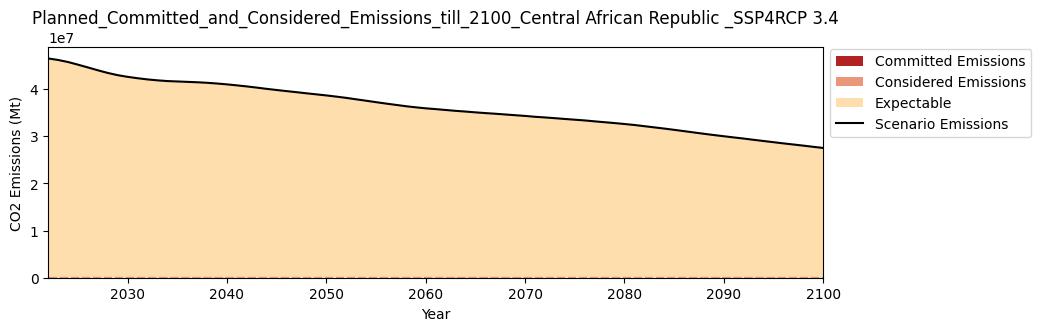 Planned_Committed_and_Considered_Emissions_till_2100_Central African Republic _SSP4RCP 3.4
1e7
Committed Emissions
Considered Emissions
Expectable
Scenario Emissions
CO2 Emissions (Mt)
4
3
2
1
0
2030 2040 2050 2060 2070 2080 2090 2100
Year